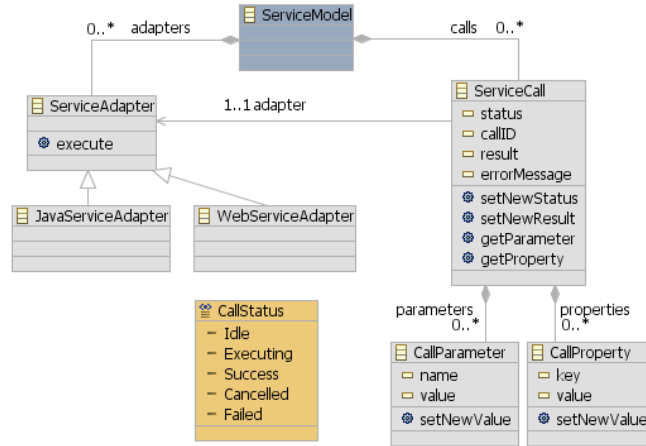 ServiceModel
0..* adapters
calls 0..*
ServiceAdapter
execute
1..1 adapter
ServiceCall
status
callID
result
errorMessage
setNewStatus
setNewResult
getParameter
getProperty
JavaServiceAdapter
WebServiceAdapter
CallStatus
Idle
Executing
Success
Cancelled
Failed
parameters
0..*
properties
0..*
CallParameter
name
value
setNewValue
CallProperty
key
value
setNewValue